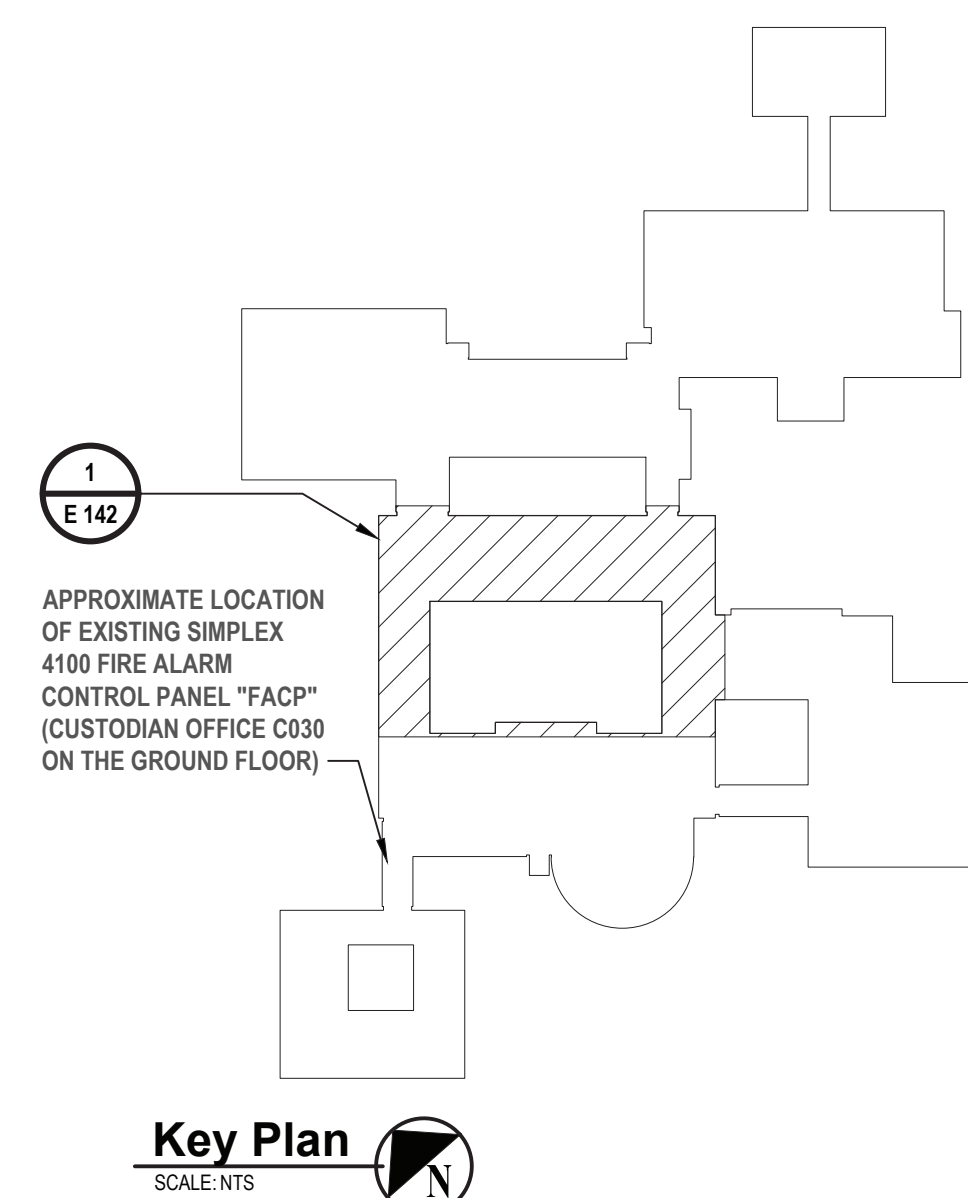 1
E 142
APPROXIMATE LOCATION
OF EXISTING SIMPLEX
4100 FIRE ALARM
CONTROL PANEL "FACP"
(CUSTODIAN OFFICE C030
ON THE GROUND FLOOR)
Key Plan
SCALE: NTS
N